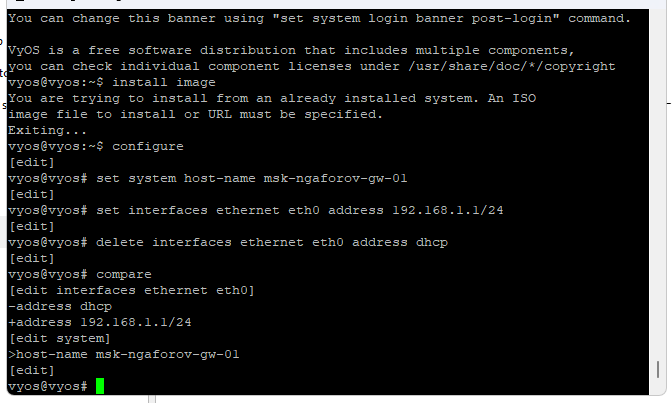 You can change this banner using "set system login banner post-login" command.
VyOS is a free software distribution that includes multiple components,
you can check individual component licenses under /usr/share/doc/*/copyright
vyos@vyos:~$ install image
You are trying to install from an already installed system. An ISO
image file to install or URL must be specified.
Exiting...
vyos@vyos:~$ configure
[edit]
vyos@vyos# set system host-name msk-ngaforov-gw-01
[edit]
vyos@vyos# set interfaces ethernet eth0 address 192.168.1.1/24
[edit]
vyos@vyos# delete interfaces ethernet eth0 address dhcp
[edit]
vyos@vyos# compare
[edit interfaces ethernet eth0]
-address dhcp
+address 192.168.1.1/24
[edit system]
>host-name msk-ngaforov-gw-01
[edit]
vyos@vyos#